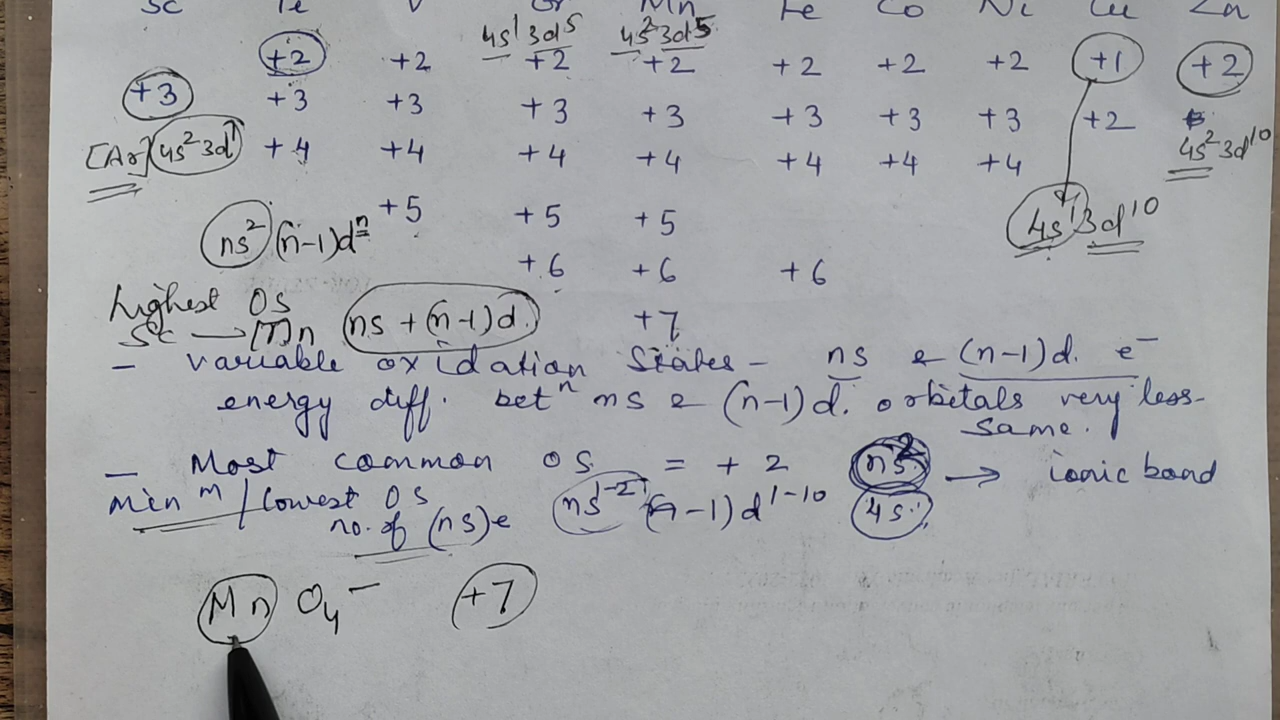 Sc Ti V Cr Mn Fe Co Ni Cu Zn
4s¹3d⁵ 4s²3d5
+2 +2 +2 +2 +2 +2 +2 +1 +2
+3 +3 +3 +3 +3 +3 +3 +3 +2
[Ar]4s²3d¹ +4 +4 +4 +4 +4 +4 +4 4s²3d¹⁰
+5 +5 +5 4s¹3d¹⁰
ns²(n-1)dⁿ
+6 +6 +6
highest OS
Sc → Mn ns+(n-1)d. +7
- variable oxidation States - ns & (n-1)d. e⁻
energy diff. betⁿ ns & (n-1)d. orbitals very less-
same.
- Most common OS = +2 ns² → ionic bond
minᵐ/lowest OS ns¹⁻²(n-1)d¹⁻¹⁰ 4s.
no. of (ns)e
MnO₄⁻ +7